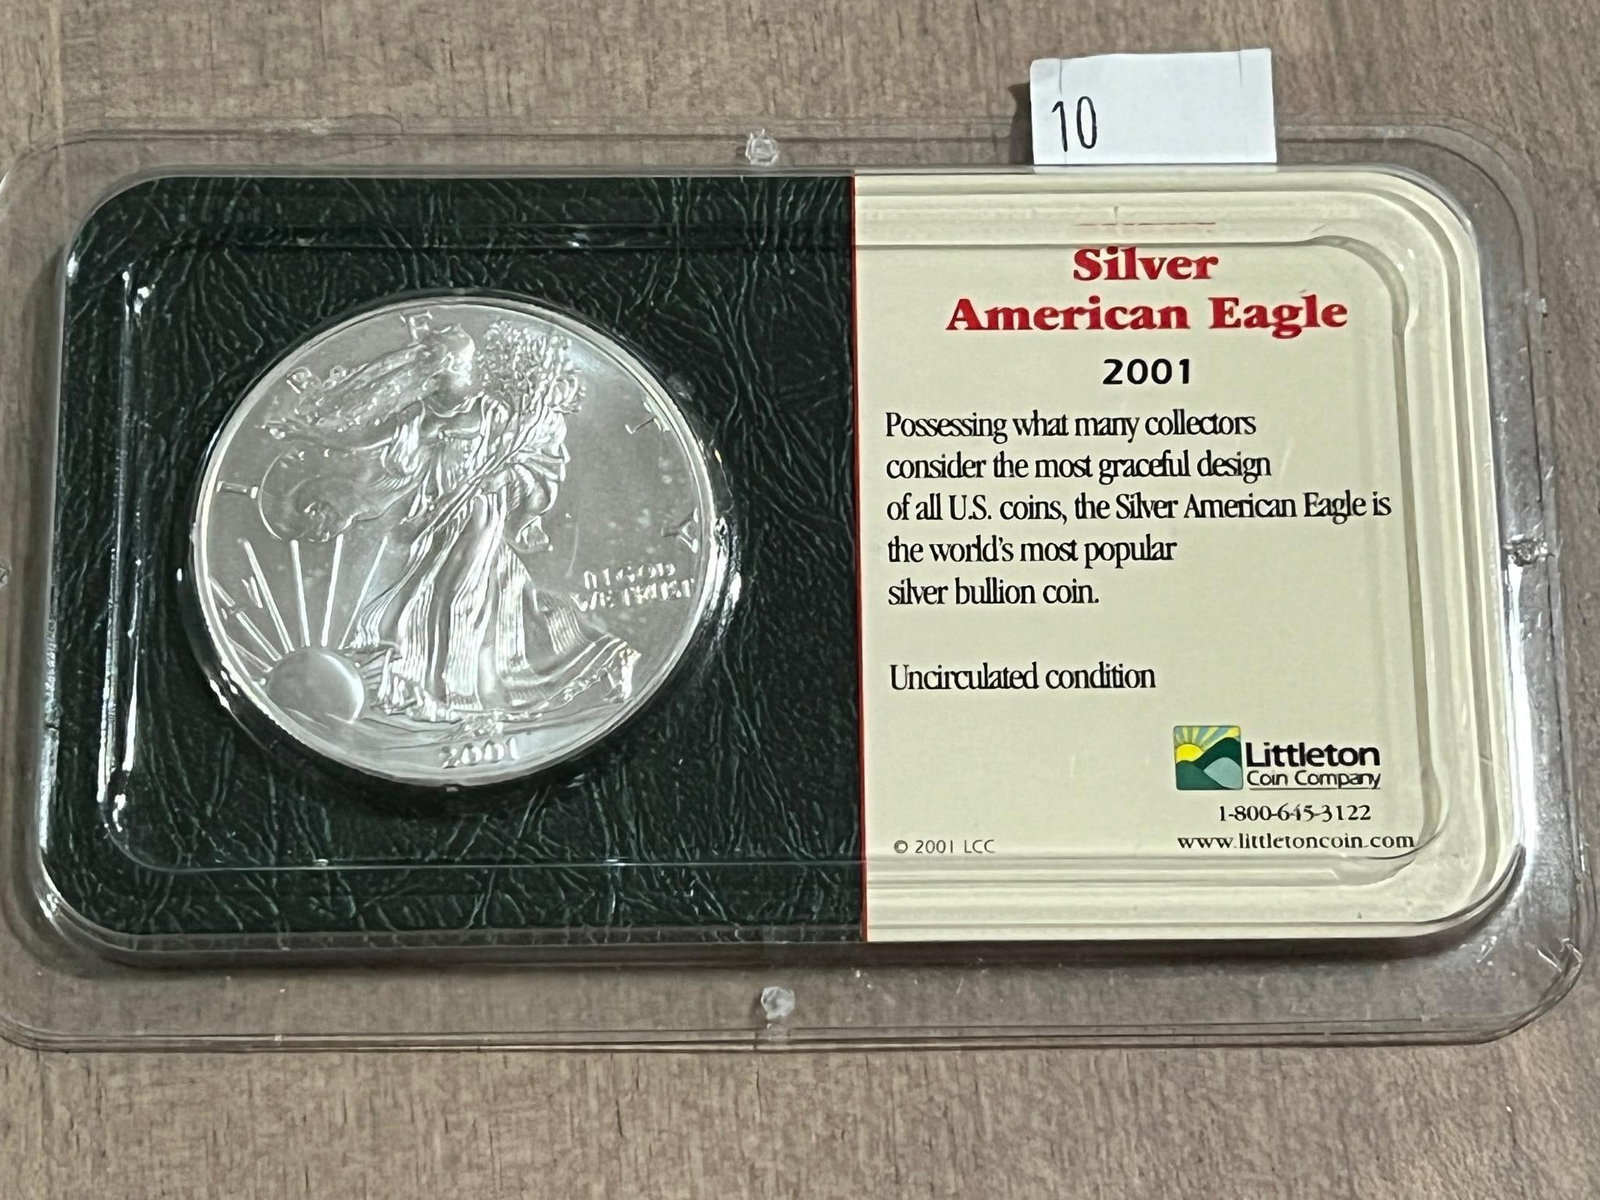 10
Silver
American Eagle
2001
Possessing what many collectors
consider the most graceful design
of all U.S. coins, the Silver American Eagle is
the world's most popular
silver bullion coin.
Uncirculated condition
Littleton
Coin Company
1-800-645-3122
www.littletoncoin.com
© 2001 LCC
LIBERTY
IN GOD
WE TRUST
2001